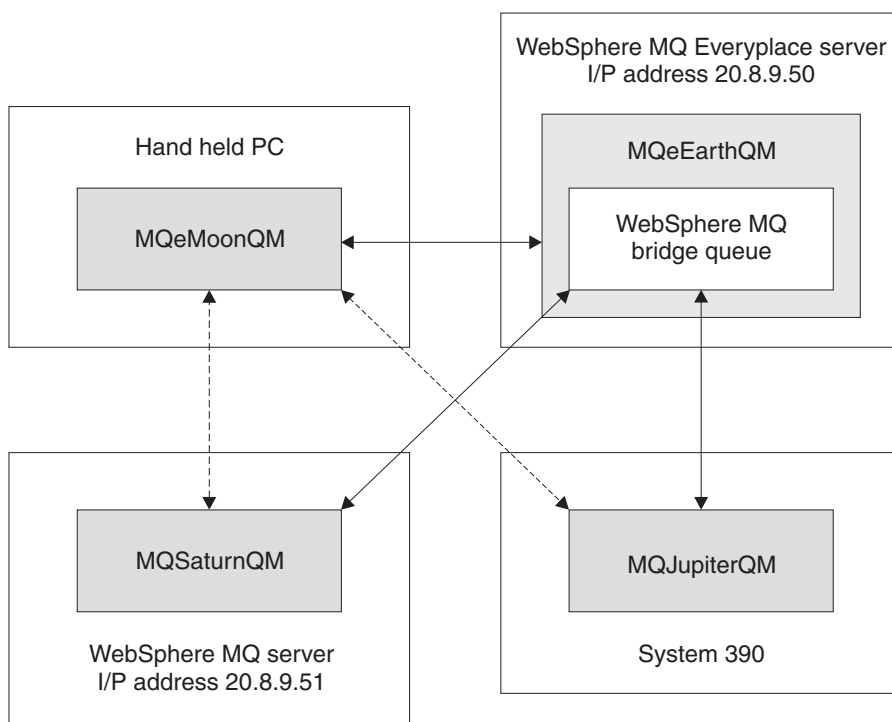 WebSphere MQ Everyplace server
I/P address 20.8.9.50
Hand held PC
MQeEarthQM
MQeMoonQM
WebSphere MQ
bridge queue
MQSaturnQM
MQJupiterQM
WebSphere MQ server
I/P address 20.8.9.51
System 390